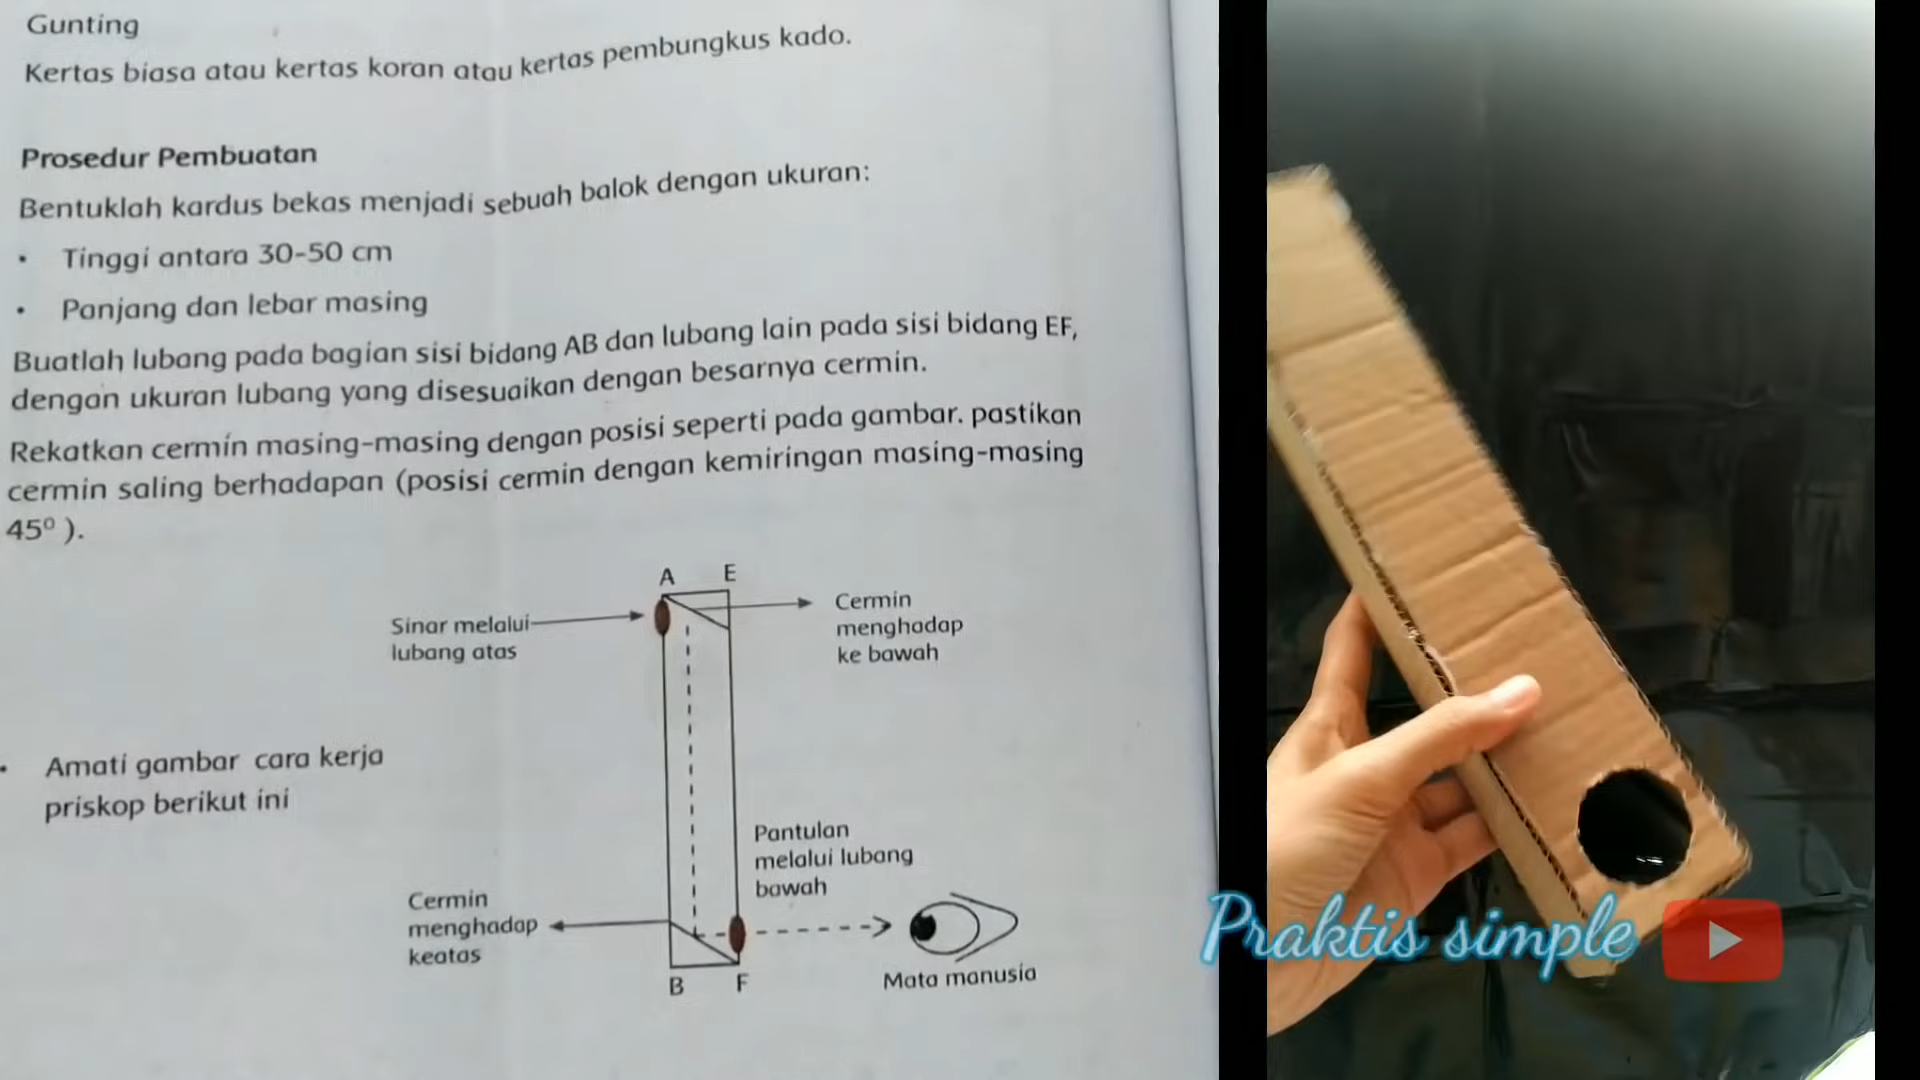 Gunting
Kertas biasa atau kertas koran atau kertas pembungkus kado.
Prosedur Pembuatan
Bentuklah kardus bekas menjadi sebuah balok dengan ukuran:
• Tinggi antara 30-50 cm
• Panjang dan lebar masing
Buatlah lubang pada bagian sisi bidang AB dan lubang lain pada sisi bidang EF,
dengan ukuran lubang yang disesuaikan dengan besarnya cermin.
Rekatkan cermin masing-masing dengan posisi seperti pada gambar. pastikan
cermin saling berhadapan (posisi cermin dengan kemiringan masing-masing
45⁰ ).
A E
Sinar melalui
lubang atas
Cermin
menghadap
ke bawah
• Amati gambar cara kerja
priskop berikut ini
Pantulan
melalui lubang
bawah
Cermin
menghadap
keatas
B F
Mata manusia
Praktis simple